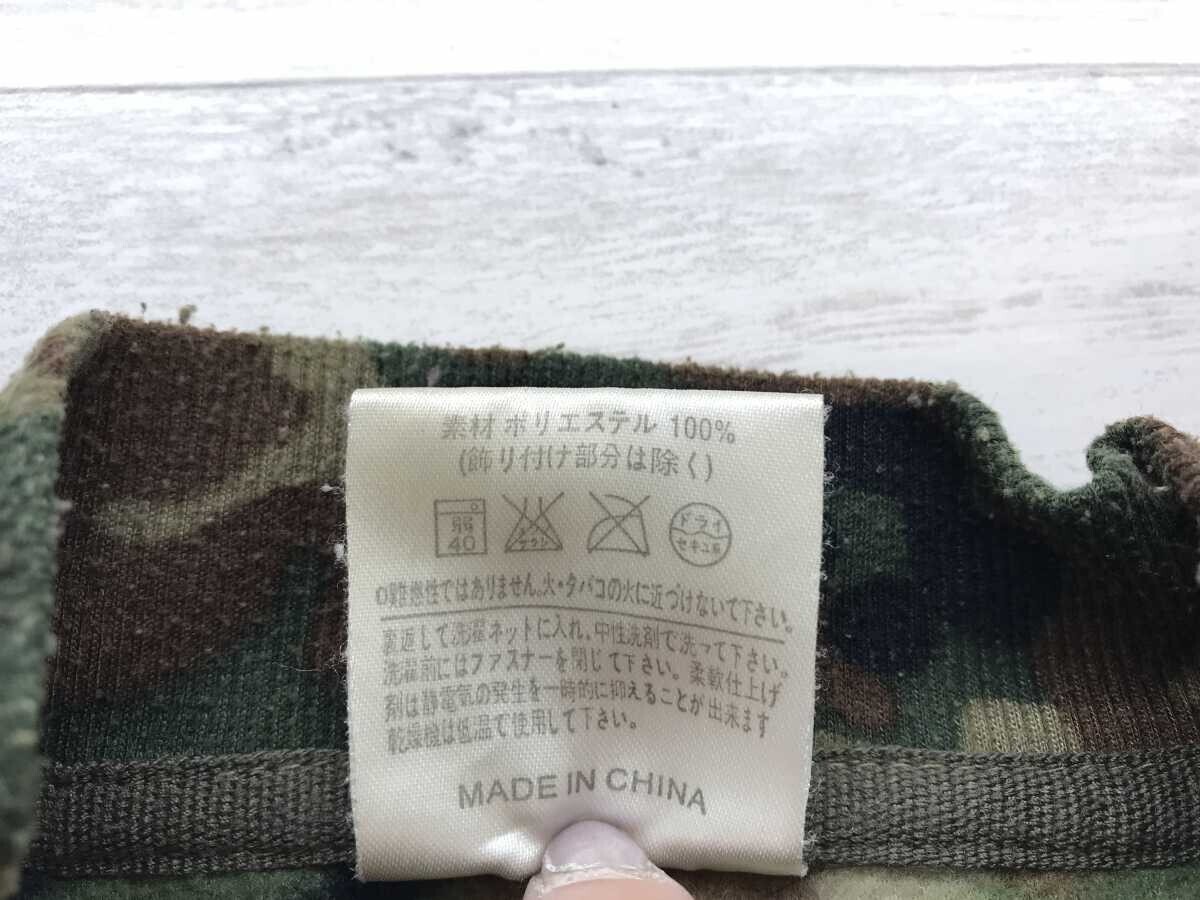 素材 ポリエステル 100%
(飾り付け部分は除く)
弱 40 エンソ サラシ ドライ セキユ系
◎難燃性ではありません。火・タバコの火に近づけないで下さい。
裏返して洗濯ネットに入れ、中性洗剤で洗って下さい。
洗濯前にはファスナーを閉じて下さい。柔軟仕上げ
剤は静電気の発生を一時的に抑えることが出来ます
乾燥機は低温で使用して下さい。
MADE IN CHINA